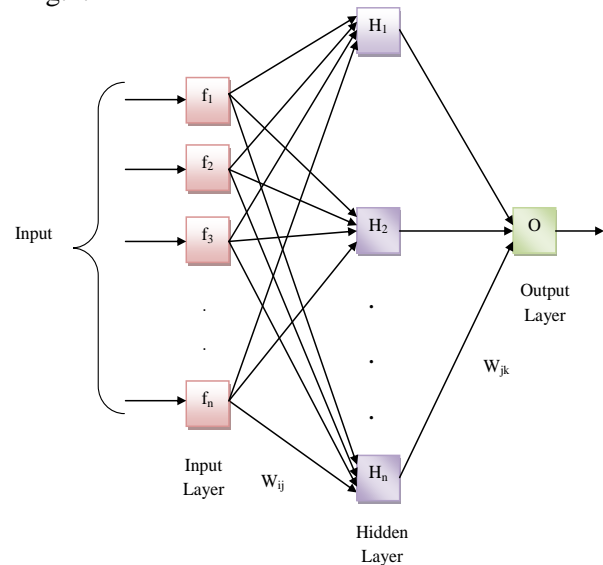 H₁
f₁
f₂
Input
f₃
H₂
O
Output
Layer
.
.
.
.
.
fₙ
Wⱼₖ
Input
Layer
Wᵢⱼ
Hₙ
Hidden
Layer